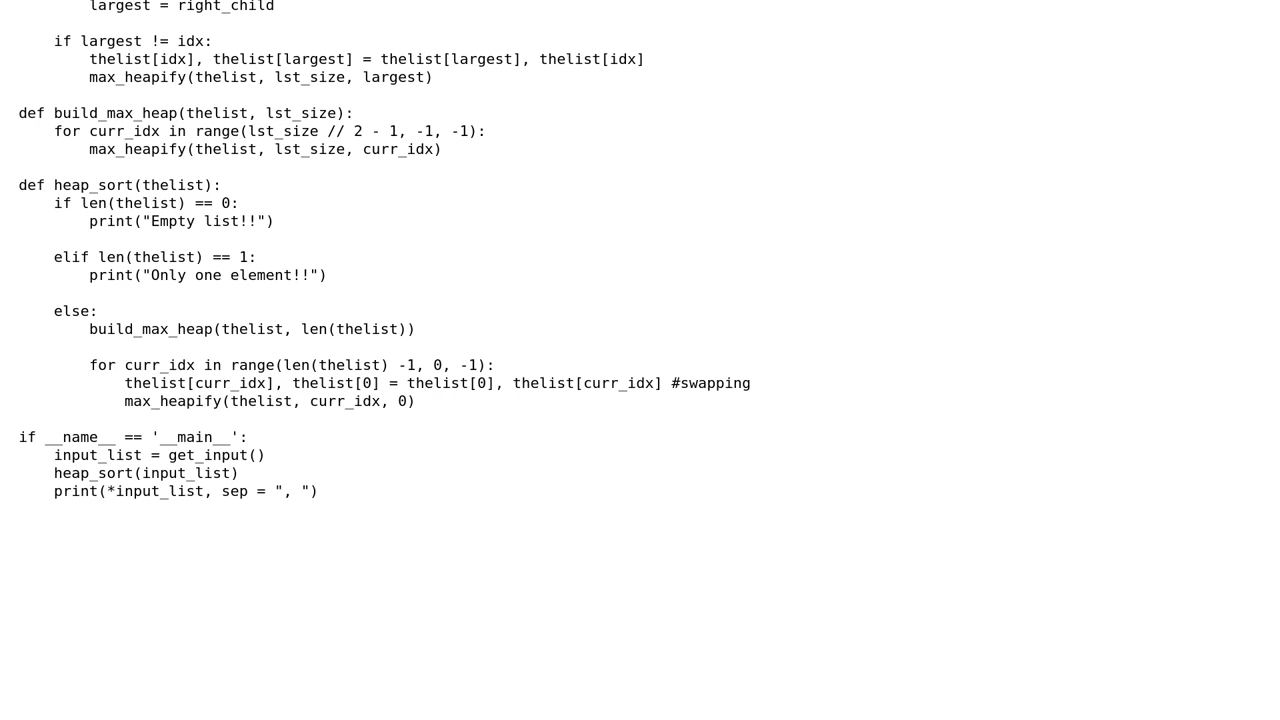 largest = right_child

    if largest != idx:
        thelist[idx], thelist[largest] = thelist[largest], thelist[idx]
        max_heapify(thelist, lst_size, largest)

def build_max_heap(thelist, lst_size):
    for curr_idx in range(lst_size // 2 - 1, -1, -1):
        max_heapify(thelist, lst_size, curr_idx)

def heap_sort(thelist):
    if len(thelist) == 0:
        print("Empty list!!")

    elif len(thelist) == 1:
        print("Only one element!!")

    else:
        build_max_heap(thelist, len(thelist))

        for curr_idx in range(len(thelist) -1, 0, -1):
            thelist[curr_idx], thelist[0] = thelist[0], thelist[curr_idx] #swapping
            max_heapify(thelist, curr_idx, 0)

if __name__ == '__main__':
    input_list = get_input()
    heap_sort(input_list)
    print(*input_list, sep = ", ")